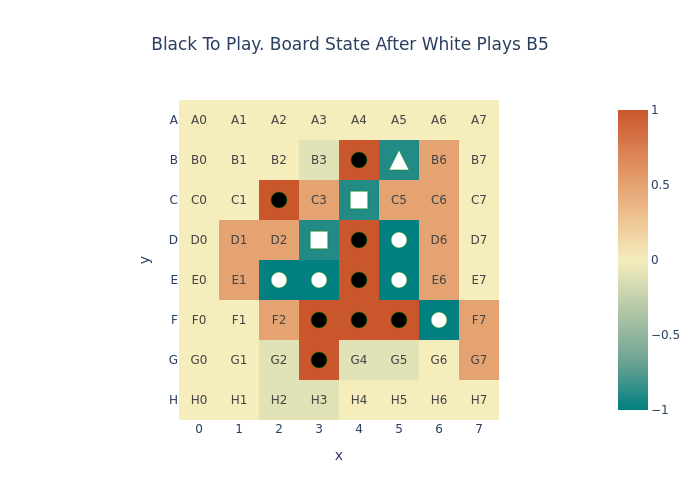 Black To Play. Board State After White Plays B5
A A0 A1 A2 A3 A4 A5 A6 A7
B B0 B1 B2 B3 B6 B7
C C0 C1 C3 C5 C6 C7
D D0 D1 D2 D6 D7
E E0 E1 E6 E7
F F0 F1 F2 F7
G G0 G1 G2 G4 G5 G6 G7
H H0 H1 H2 H3 H4 H5 H6 H7
0 1 2 3 4 5 6 7
x
y
1
0.5
0
−0.5
−1